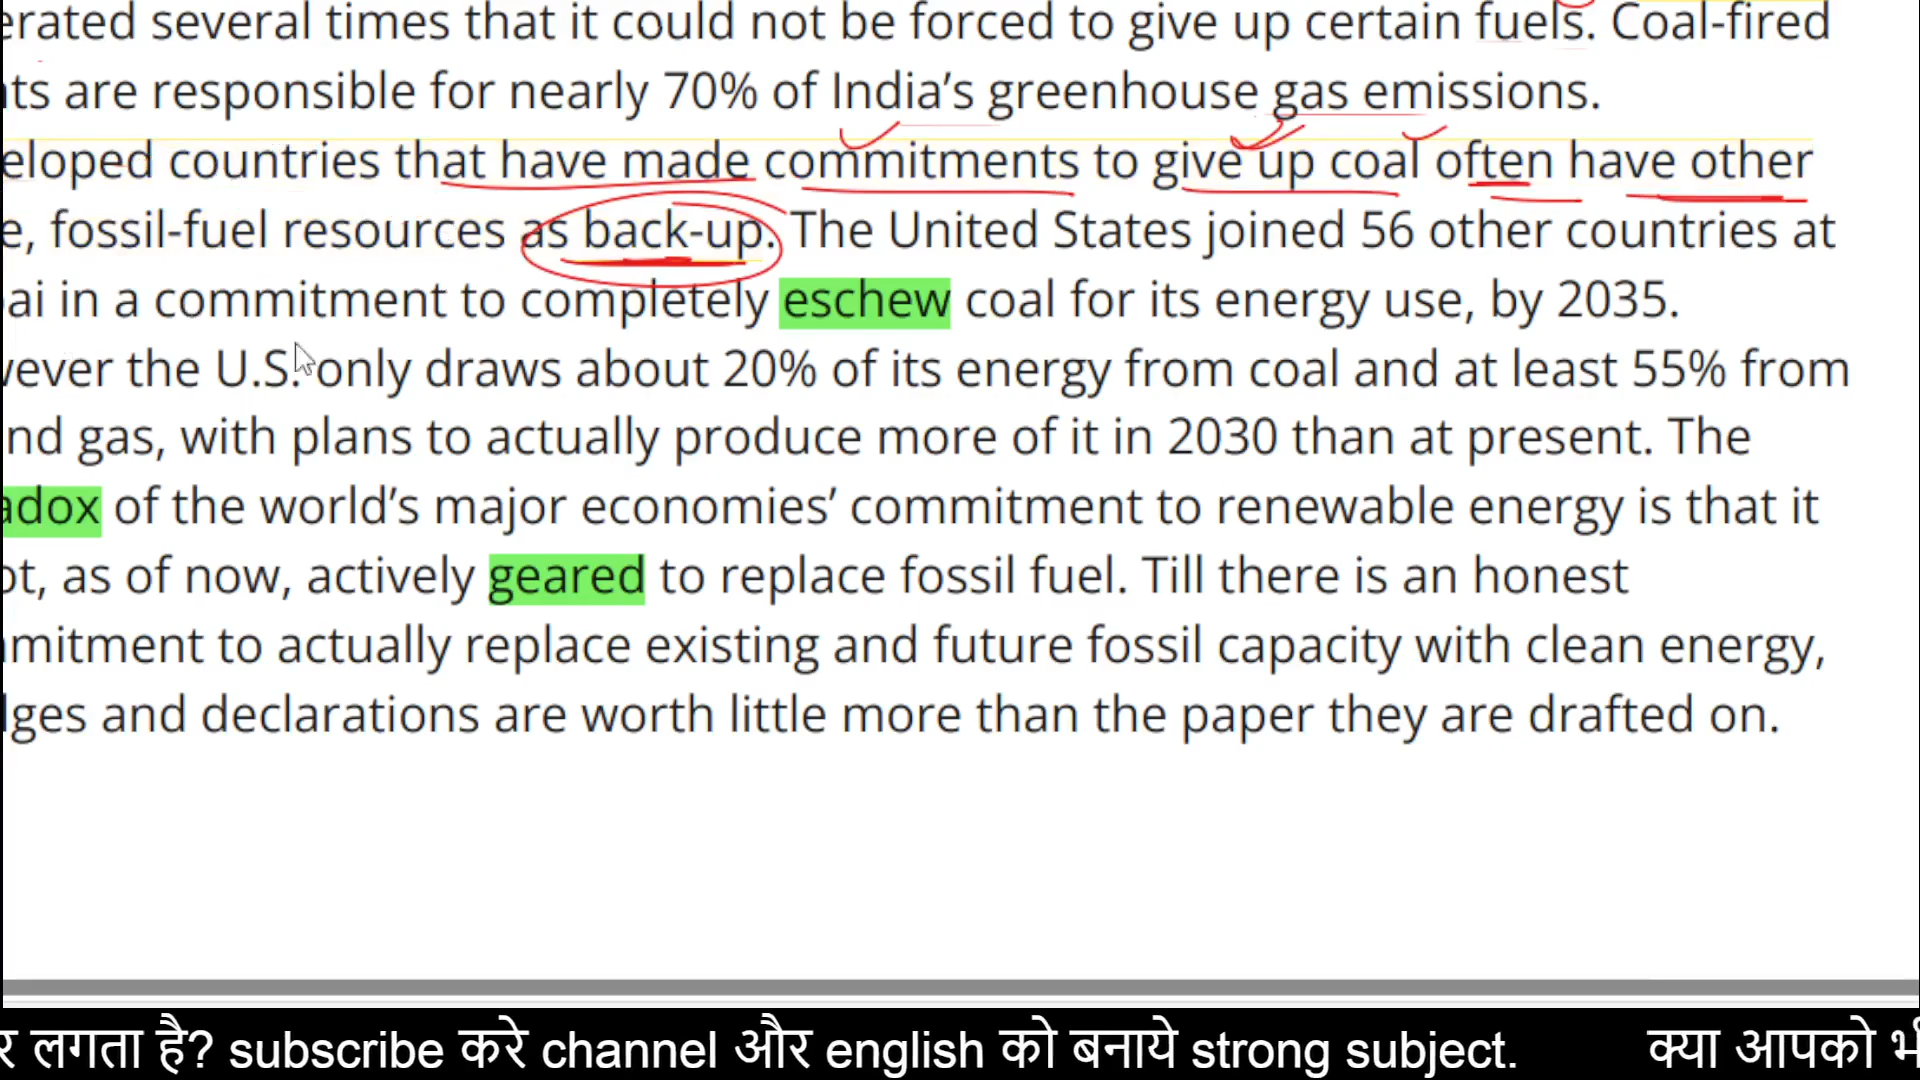 erated several times that it could not be forced to give up certain fuels. Coal-fired
nts are responsible for nearly 70% of India’s greenhouse gas emissions.
eloped countries that have made commitments to give up coal often have other
e, fossil-fuel resources as back-up. The United States joined 56 other countries at
ai in a commitment to completely eschew coal for its energy use, by 2035.
wever the U.S. only draws about 20% of its energy from coal and at least 55% from
nd gas, with plans to actually produce more of it in 2030 than at present. The
adox of the world’s major economies’ commitment to renewable energy is that it
ot, as of now, actively geared to replace fossil fuel. Till there is an honest
mitment to actually replace existing and future fossil capacity with clean energy,
lges and declarations are worth little more than the paper they are drafted on.
र लगता है? subscribe करे channel और english को बनाये strong subject. क्या आपको भी